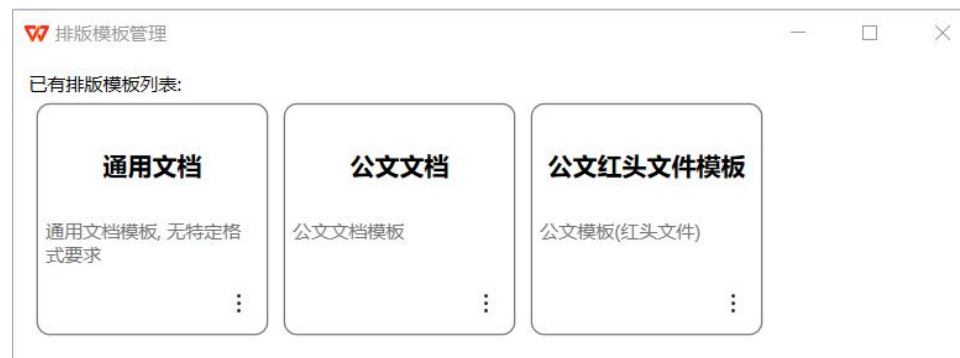 排版模板管理
已有排版模板列表:
通用文档
公文文档
公文红头文件模板
通用文档模板, 无特定格
式要求
公文文档模板
公文模板(红头文件)